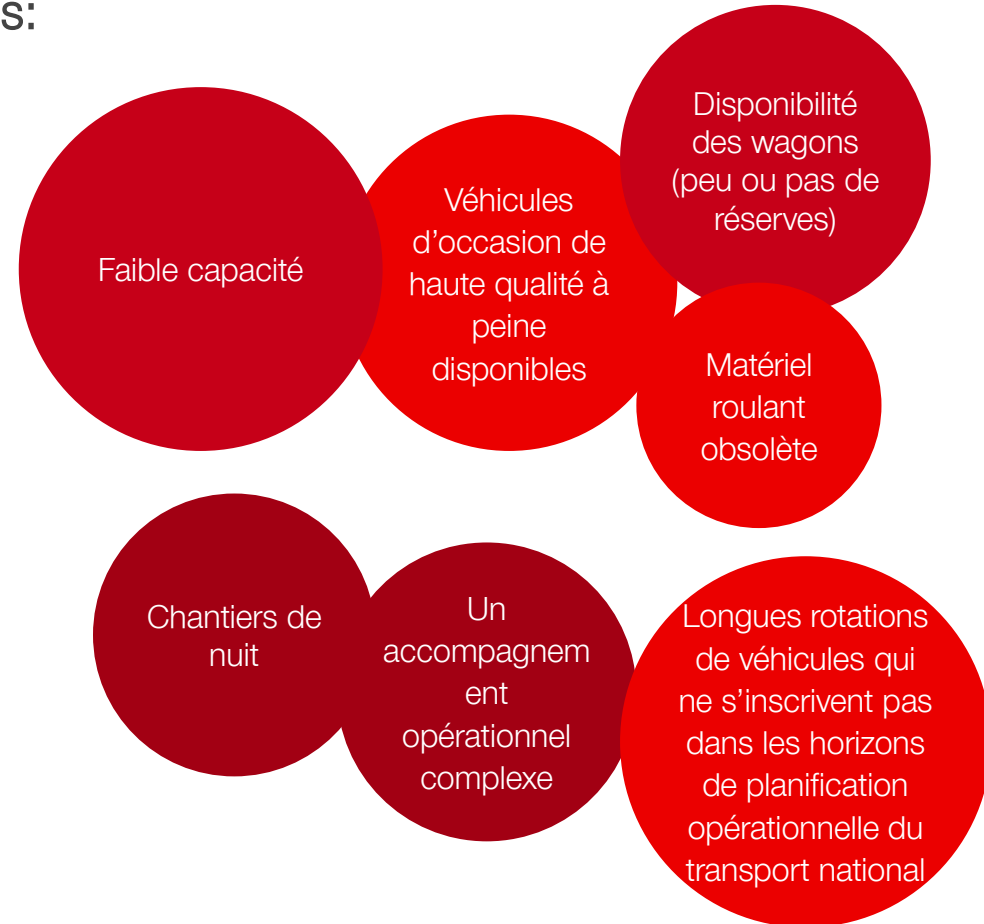 s:
Faible capacité
Véhicules
d’occasion de
haute qualité à
peine
disponibles
Disponibilité
des wagons
(peu ou pas de
réserves)
Matériel
roulant
obsolète
Chantiers de
nuit
Un
accompagnem
ent
opérationnel
complexe
Longues rotations
de véhicules qui
ne s’inscrivent pas
dans les horizons
de planification
opérationnelle du
transport national